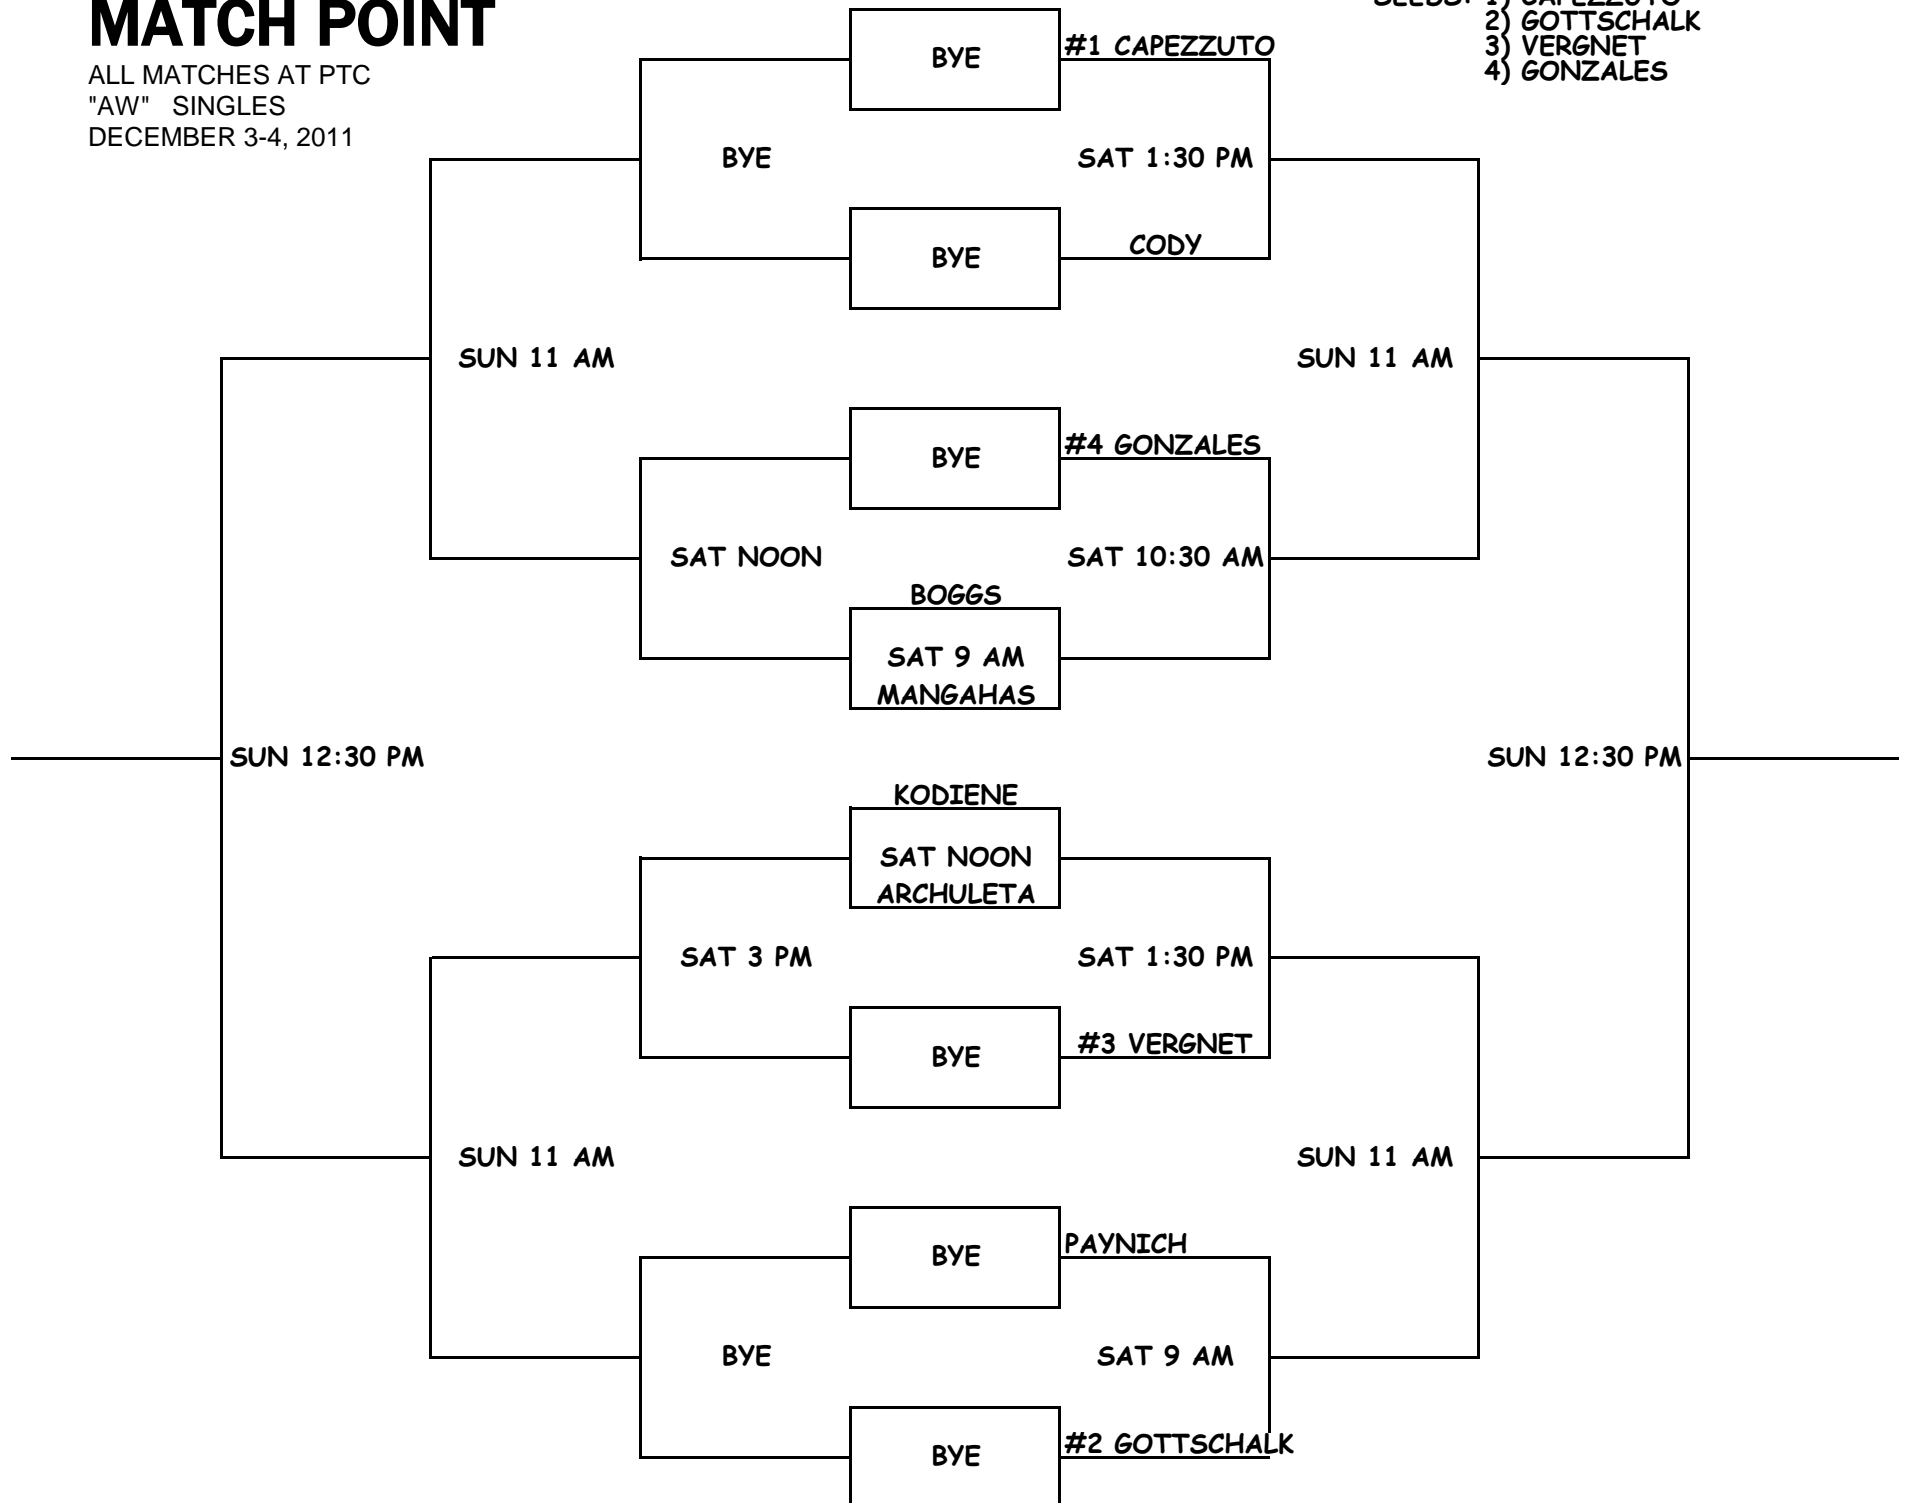 MATCH POINT
ALL MATCHES AT PTC
"AW" SINGLES
DECEMBER 3-4, 2011
SEEDS: 1) CAPEZZUTO
2) GOTTSCHALK
3) VERGNET
4) GONZALES
BYE
#1 CAPEZZUTO
BYE
SAT 1:30 PM
BYE
CODY
SUN 11 AM
SUN 11 AM
BYE
#4 GONZALES
SAT NOON
SAT 10:30 AM
BOGGS
SAT 9 AM
MANGAHAS
SUN 12:30 PM
SUN 12:30 PM
KODIENE
SAT NOON
ARCHULETA
SAT 3 PM
SAT 1:30 PM
BYE
#3 VERGNET
SUN 11 AM
SUN 11 AM
BYE
PAYNICH
BYE
SAT 9 AM
BYE
#2 GOTTSCHALK